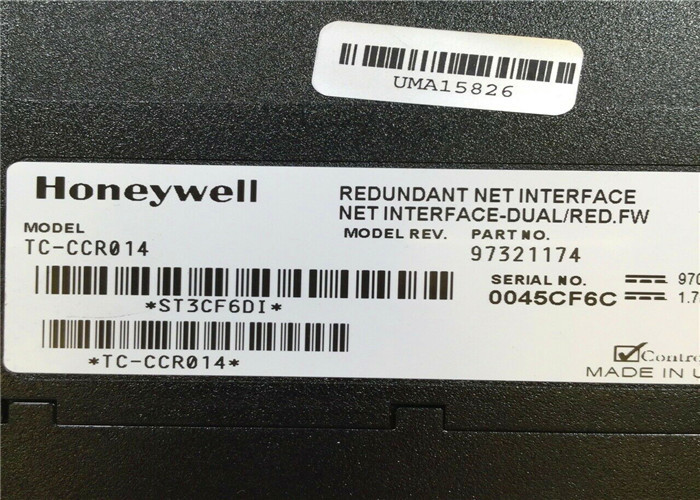 UMA15826
Honeywell
REDUNDANT NET INTERFACE
NET INTERFACE-DUAL/RED.FW
MODEL
TC-CCR014
MODEL REV.
PART NO.
97321174
*ST3CF6DI*
SERIAL NO.
0045CF6C
970
1.7
*TC-CCR014*
Contro
MADE IN U